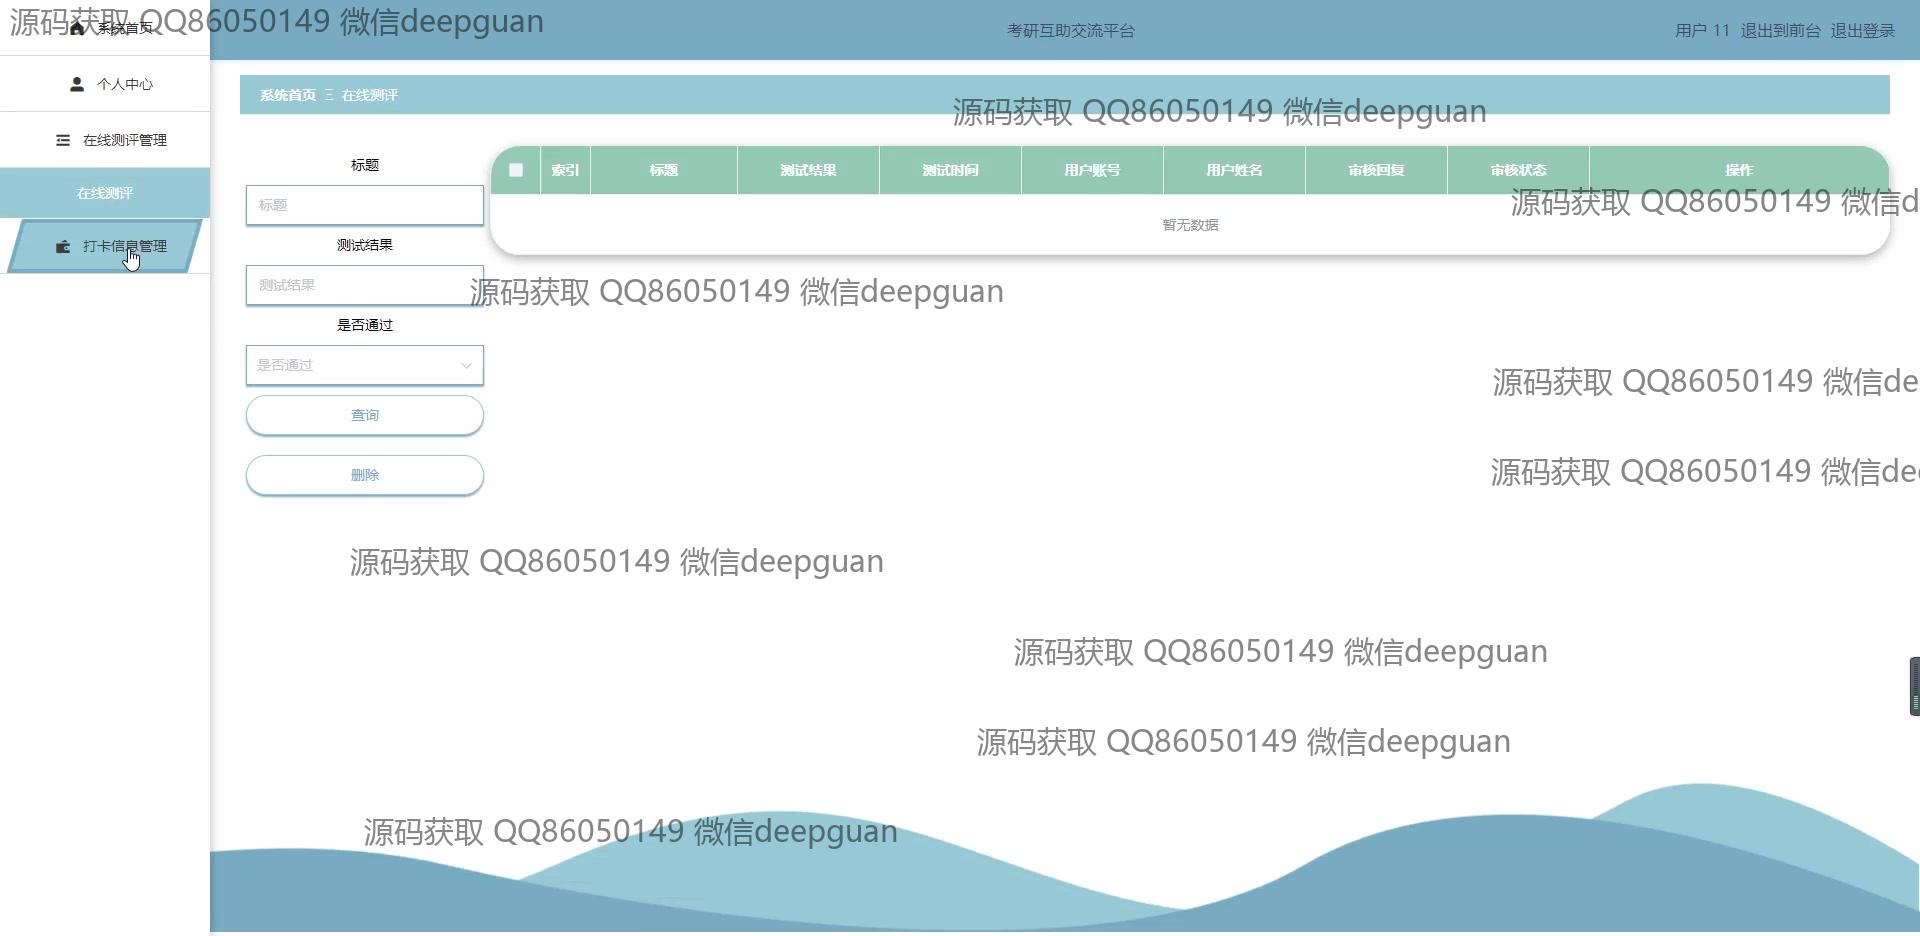 源码获取 QQ86050149 微信deepguan
系统首页
考研互助交流平台
用户 11 退出到前台 退出登录
个人中心
在线测评管理
在线测评
打卡信息管理
系统首页 Ξ 在线测评
源码获取 QQ86050149 微信deepguan
标题
标题
测试结果
测试结果
是否通过
是否通过
查询
删除
索引 标题 测试结果 测试时间 用户账号 用户姓名 审核回复 审核状态 操作
暂无数据
源码获取 QQ86050149 微信d
源码获取 QQ86050149 微信deepguan
源码获取 QQ86050149 微信de
源码获取 QQ86050149 微信dee
源码获取 QQ86050149 微信deepguan
源码获取 QQ86050149 微信deepguan
源码获取 QQ86050149 微信deepguan
源码获取 QQ86050149 微信deepguan